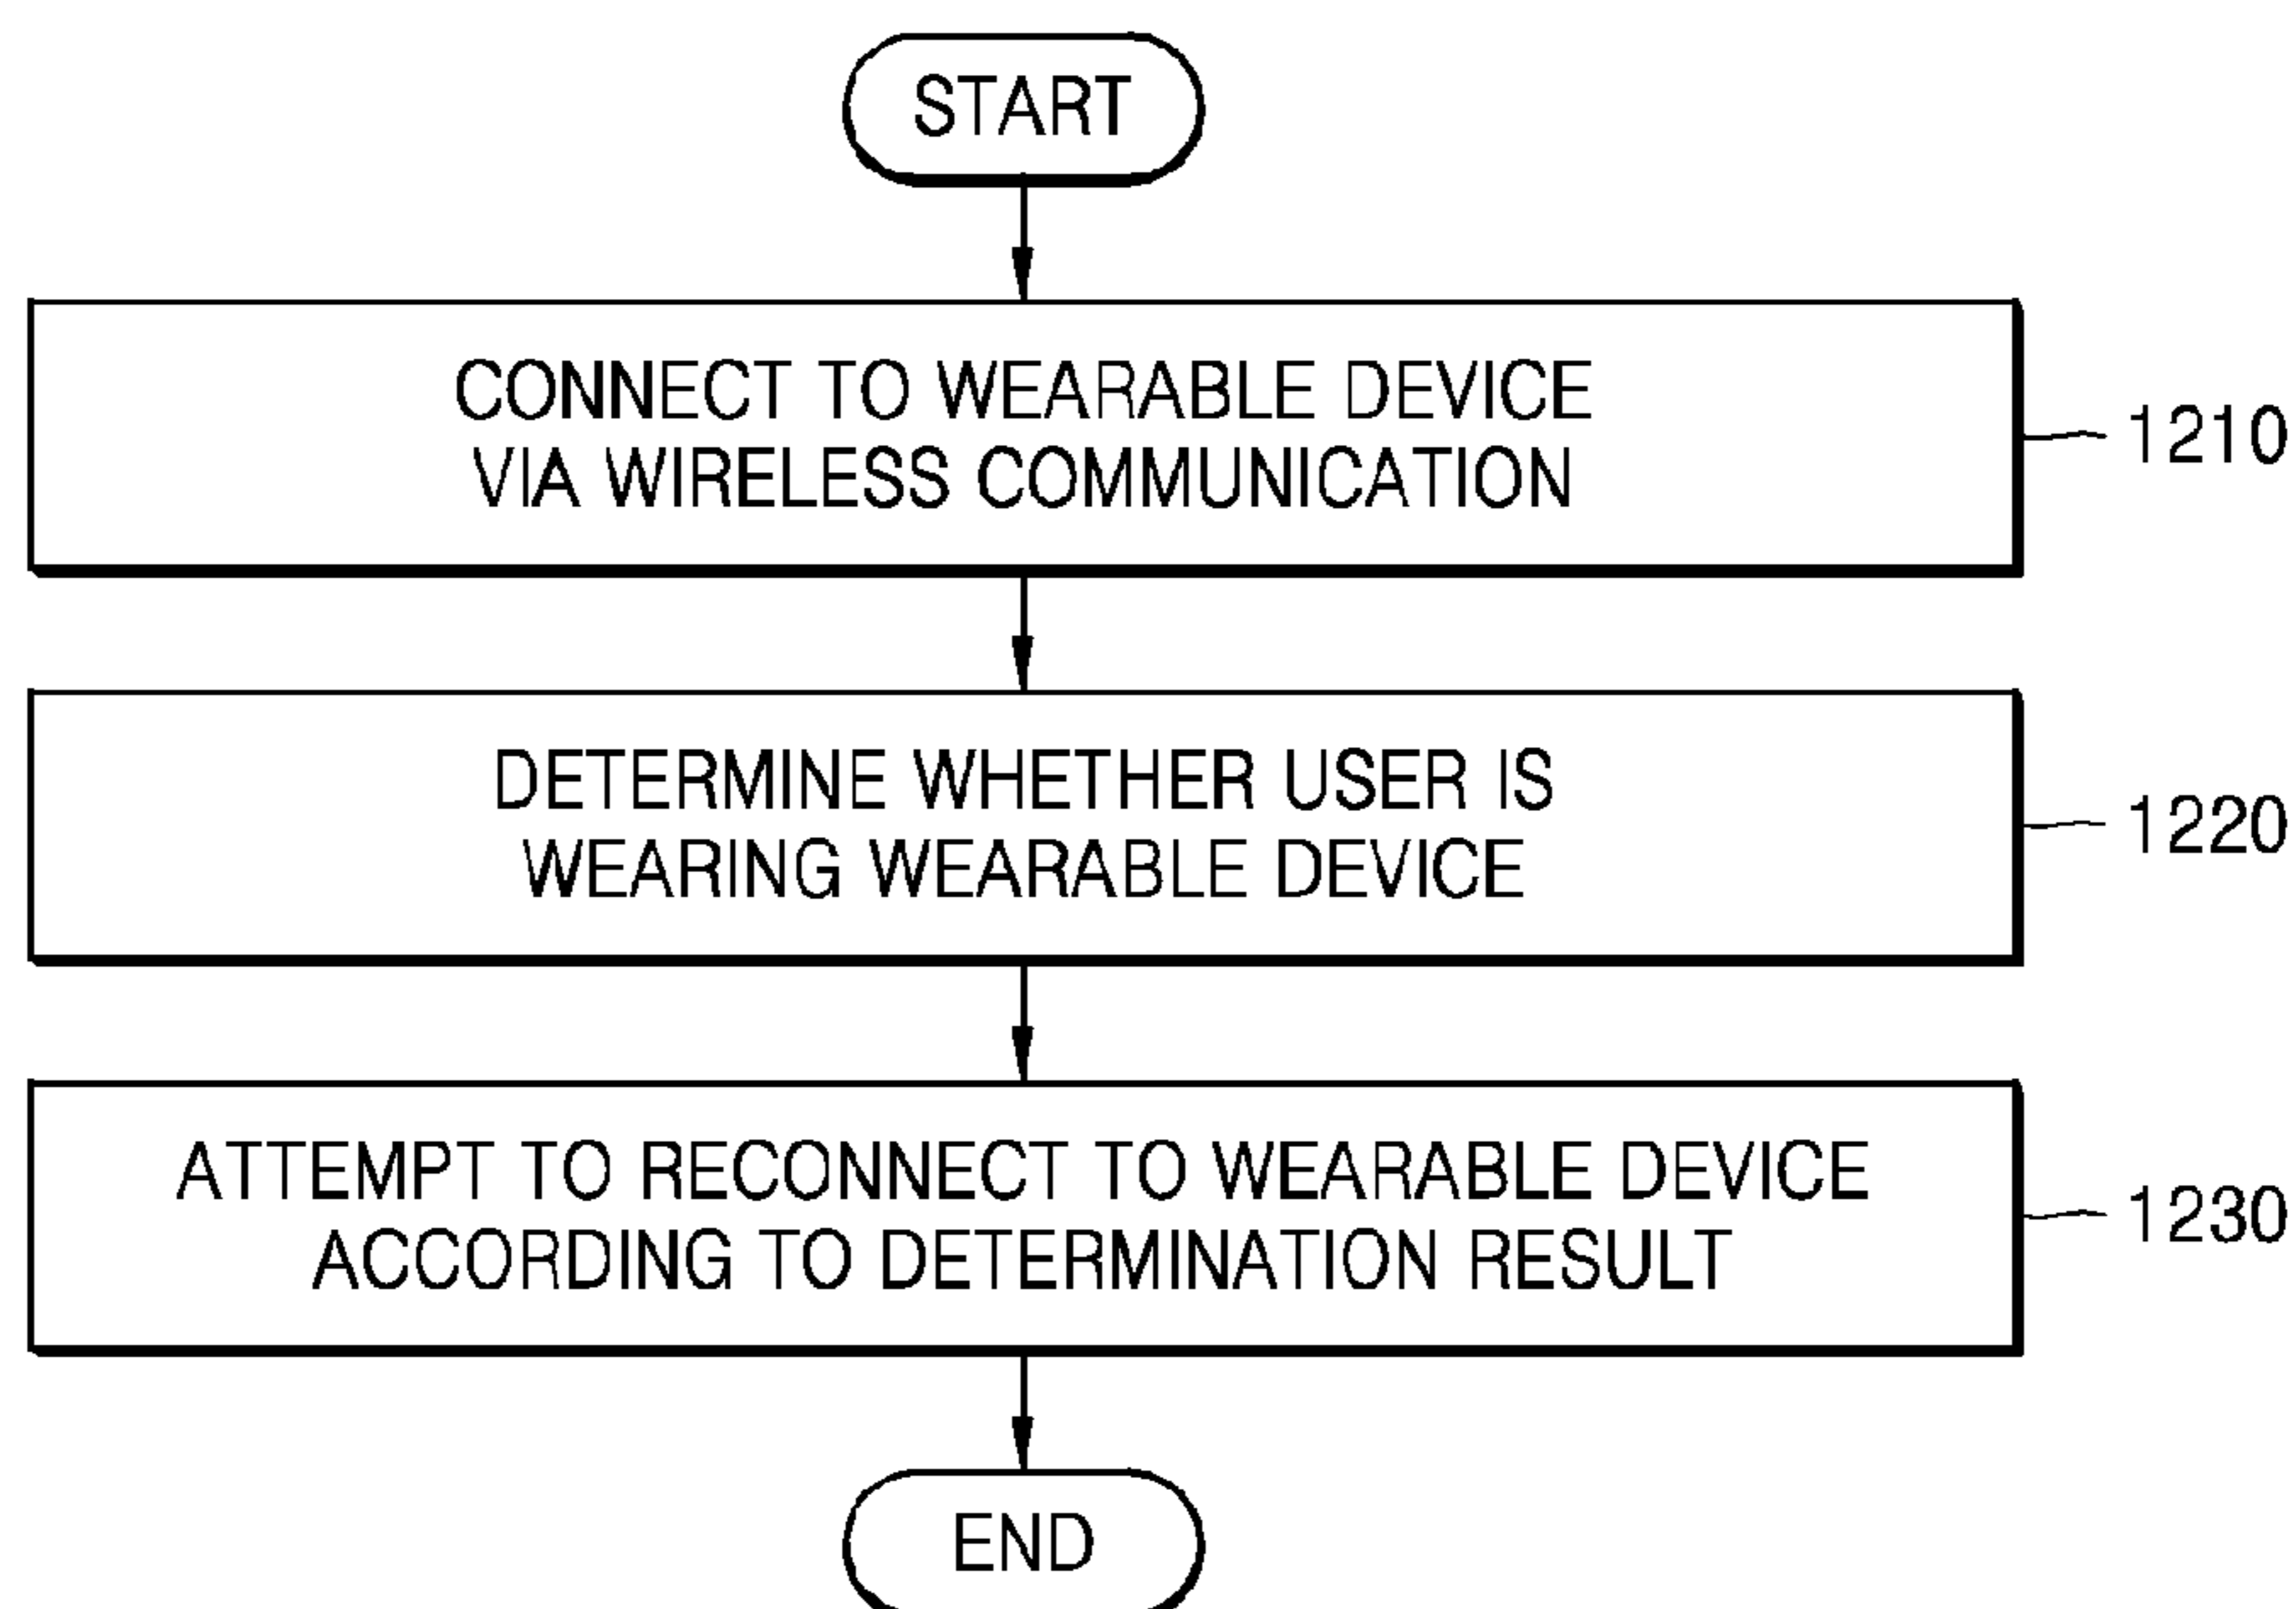 START
CONNECT TO WEARABLE DEVICE
VIA WIRELESS COMMUNICATION
1210
DETERMINE WHETHER USER IS
WEARING WEARABLE DEVICE
1220
ATTEMPT TO RECONNECT TO WEARABLE DEVICE
ACCORDING TO DETERMINATION RESULT
1230
END